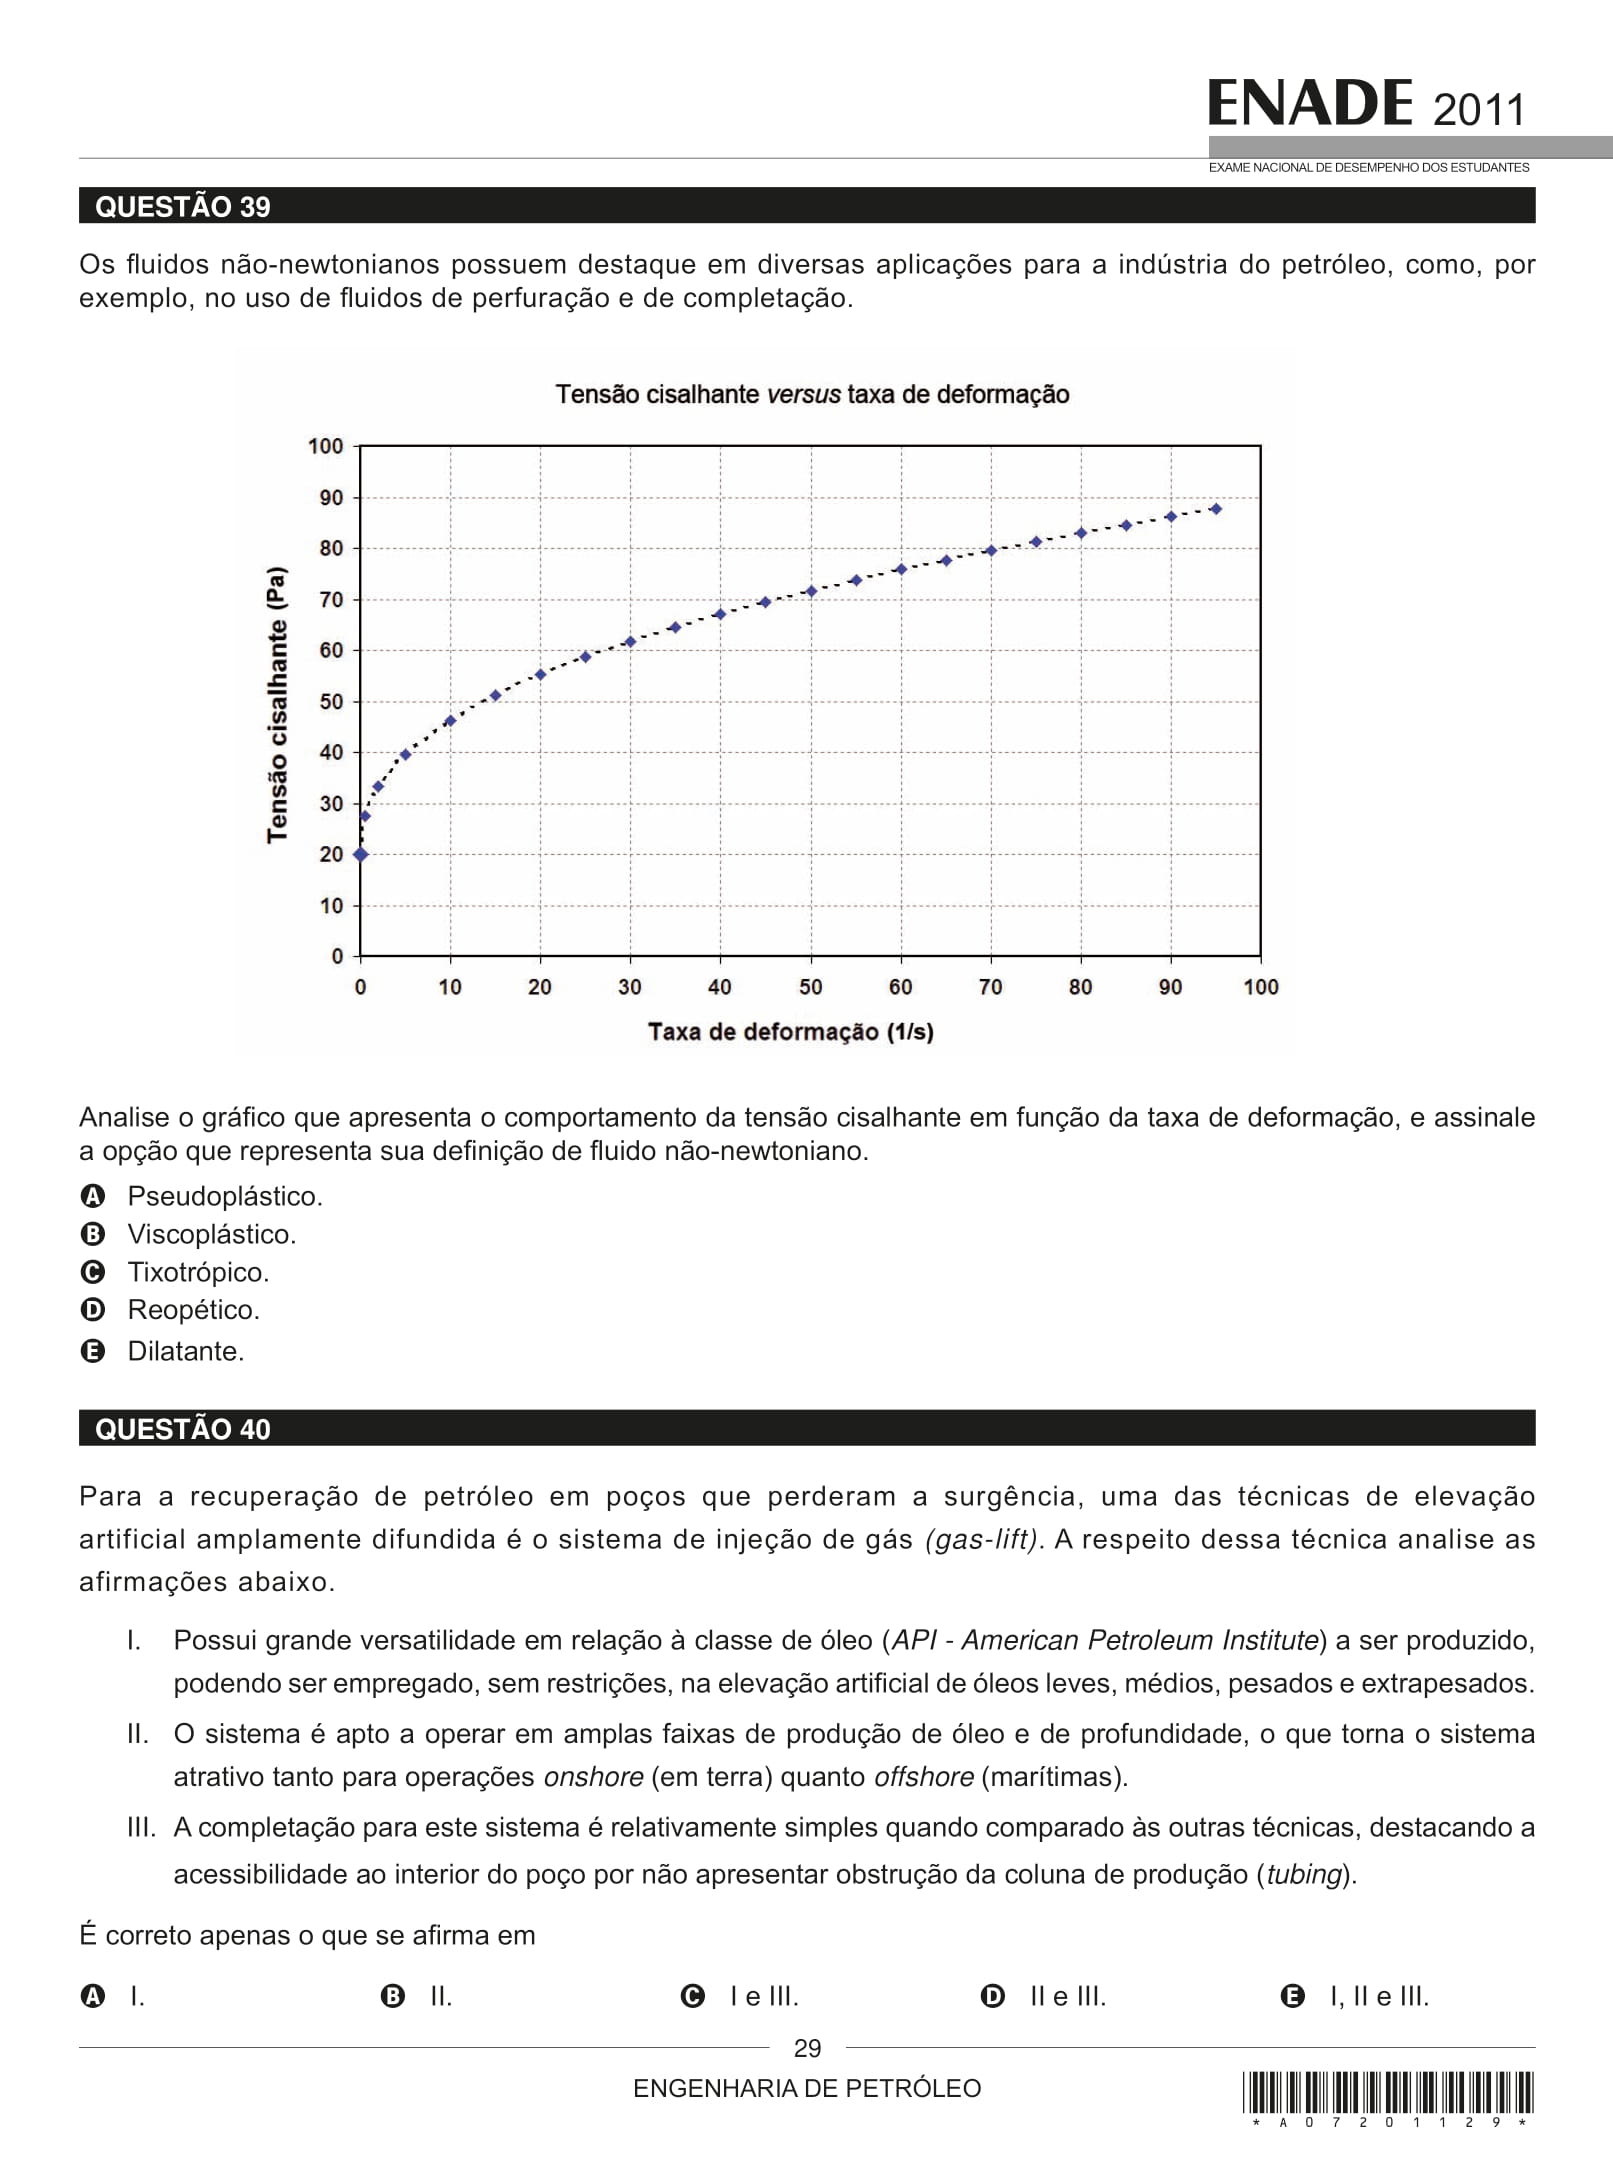 ENADE 2011
EXAME NACIONAL DE DESEMPENHO DOS ESTUDANTES
QUESTÃO 39
Os fluidos não-newtonianos possuem destaque em diversas aplicações para a indústria do petróleo, como, por
exemplo, no uso de fluidos de perfuração e de completação.
Tensão cisalhante versus taxa de deformação
100
90
80
70
60
50
40
30
20
10
0
Tensão cisalhante (Pa)
0 10 20 30 40 50 60 70 80 90 100
Taxa de deformação (1/s)
Analise o gráfico que apresenta o comportamento da tensão cisalhante em função da taxa de deformação, e assinale
a opção que representa sua definição de fluido não-newtoniano.
A Pseudoplástico.
B Viscoplástico.
C Tixotrópico.
D Reopético.
E Dilatante.
QUESTÃO 40
Para a recuperação de petróleo em poços que perderam a surgência, uma das técnicas de elevação
artificial amplamente difundida é o sistema de injeção de gás (gas-lift). A respeito dessa técnica analise as
afirmações abaixo.
I. Possui grande versatilidade em relação à classe de óleo (API - American Petroleum Institute) a ser produzido,
podendo ser empregado, sem restrições, na elevação artificial de óleos leves, médios, pesados e extrapesados.
II. O sistema é apto a operar em amplas faixas de produção de óleo e de profundidade, o que torna o sistema
atrativo tanto para operações onshore (em terra) quanto offshore (marítimas).
III. A completação para este sistema é relativamente simples quando comparado às outras técnicas, destacando a
acessibilidade ao interior do poço por não apresentar obstrução da coluna de produção (tubing).
É correto apenas o que se afirma em
A I. B II. C I e III. D II e III. E I, II e III.
29
ENGENHARIA DE PETRÓLEO
* A 0 7 2 0 1 1 2 9 *